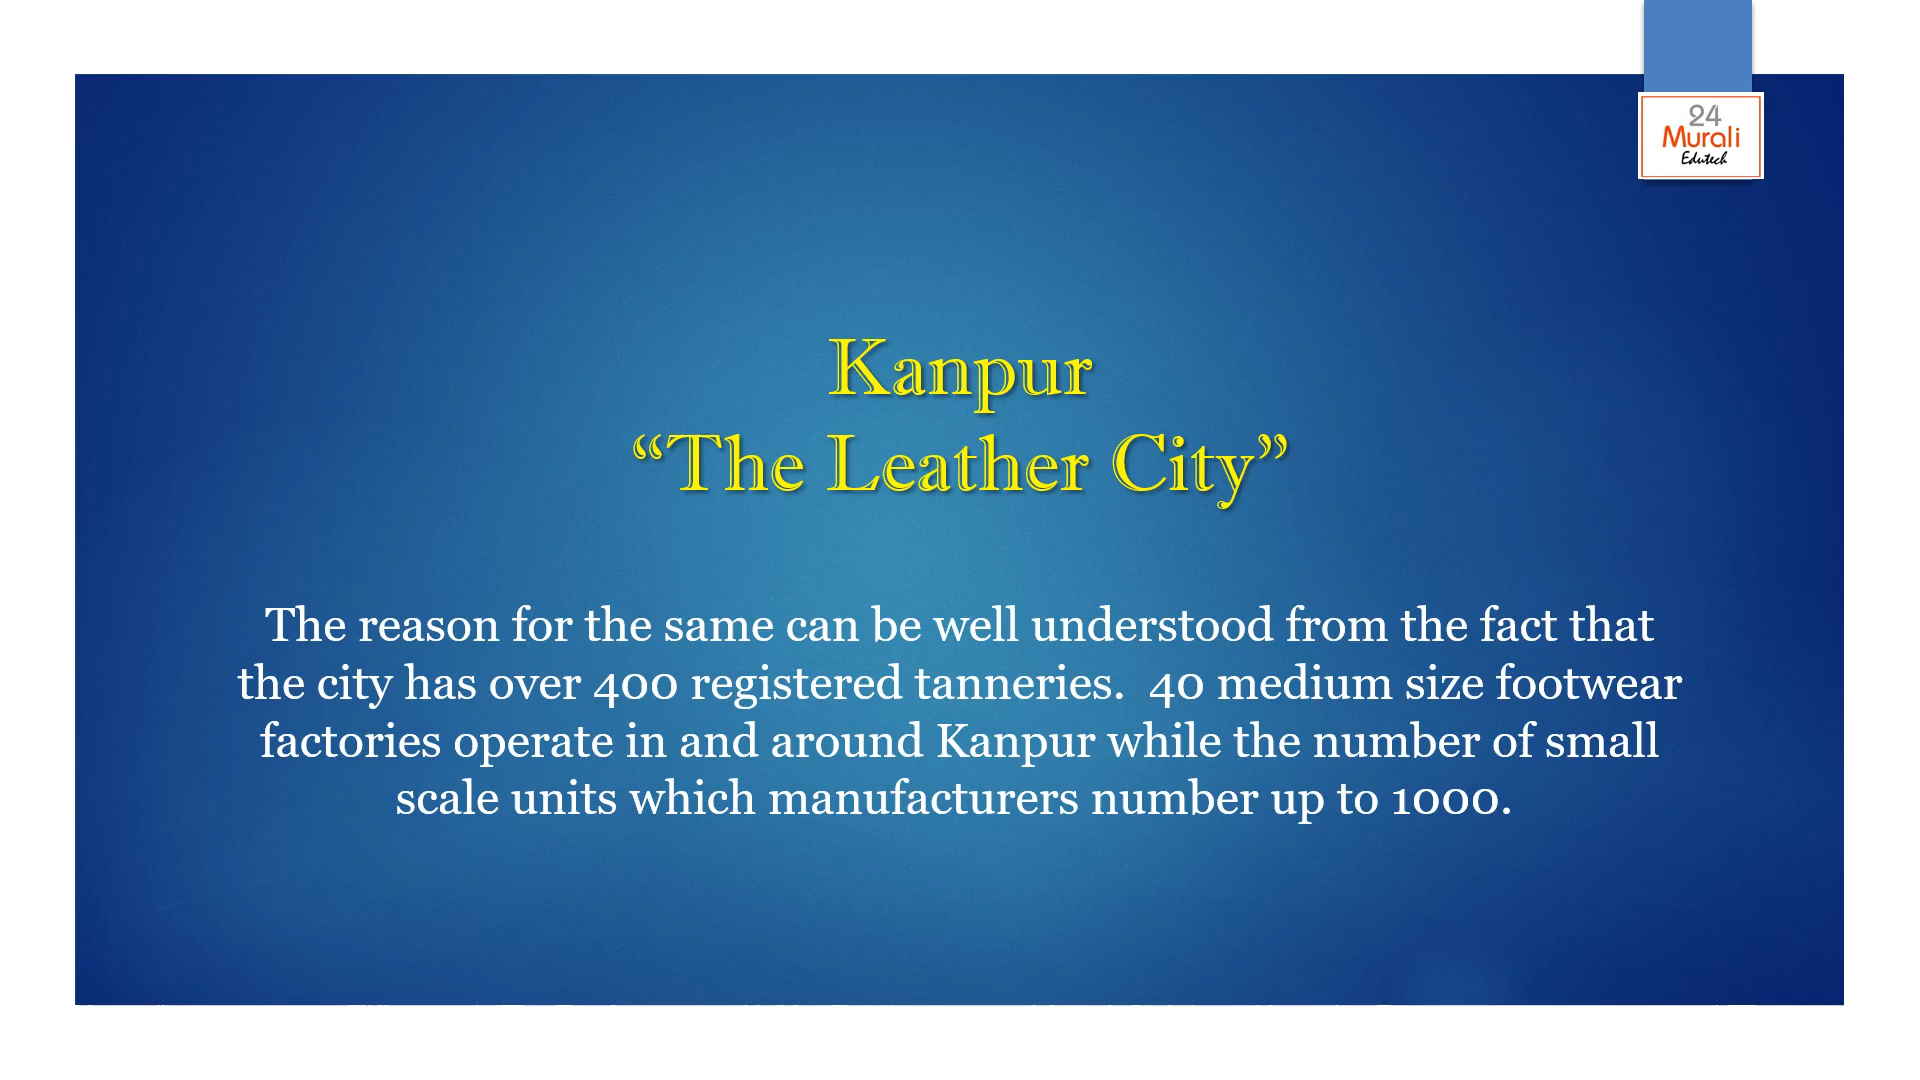 24
Murali
Edutech
Kanpur
“The Leather City”
The reason for the same can be well understood from the fact that
the city has over 400 registered tanneries.  40 medium size footwear
factories operate in and around Kanpur while the number of small
scale units which manufacturers number up to 1000.